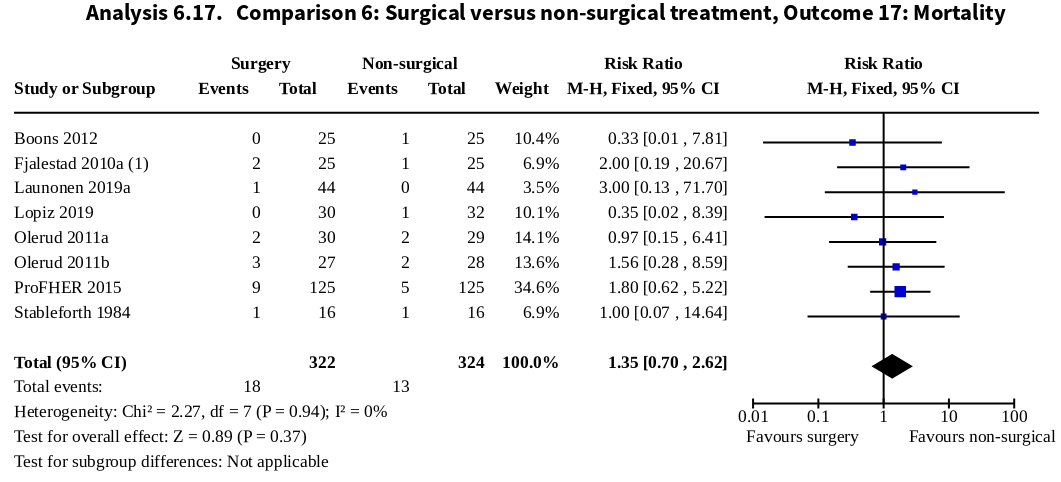 Analysis 6.17. Comparison 6: Surgical versus non-surgical treatment, Outcome 17: Mortality
Surgery Non-surgical Risk Ratio Risk Ratio
Study or Subgroup Events Total Events Total Weight M-H, Fixed, 95% CI M-H, Fixed, 95% CI
Boons 2012 0 25 1 25 10.4% 0.33 [0.01 , 7.81]
Fjalestad 2010a (1) 2 25 1 25 6.9% 2.00 [0.19 , 20.67]
Launonen 2019a 1 44 0 44 3.5% 3.00 [0.13 , 71.70]
Lopiz 2019 0 30 1 32 10.1% 0.35 [0.02 , 8.39]
Olerud 2011a 2 30 2 29 14.1% 0.97 [0.15 , 6.41]
Olerud 2011b 3 27 2 28 13.6% 1.56 [0.28 , 8.59]
ProFHER 2015 9 125 5 125 34.6% 1.80 [0.62 , 5.22]
Stableforth 1984 1 16 1 16 6.9% 1.00 [0.07 , 14.64]
Total (95% CI) 322 324 100.0% 1.35 [0.70 , 2.62]
Total events: 18 13
Heterogeneity: Chi² = 2.27, df = 7 (P = 0.94); I² = 0%
0.01 0.1 1 10 100
Test for overall effect: Z = 0.89 (P = 0.37)
Favours surgery Favours non-surgical
Test for subgroup differences: Not applicable